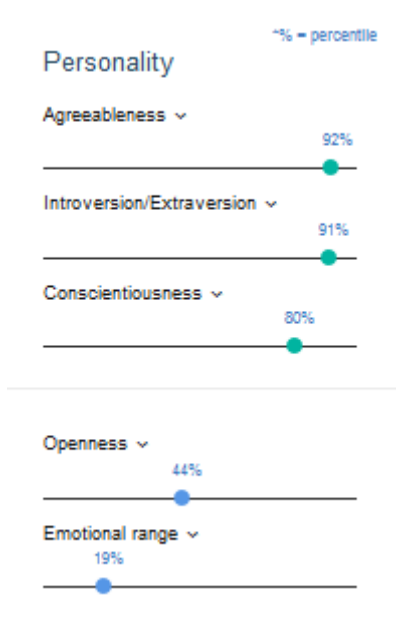 *% = percentile
Personality
Agreeableness
92%
Introversion/Extraversion
91%
Conscientiousness
80%
Openness
44%
Emotional range
19%